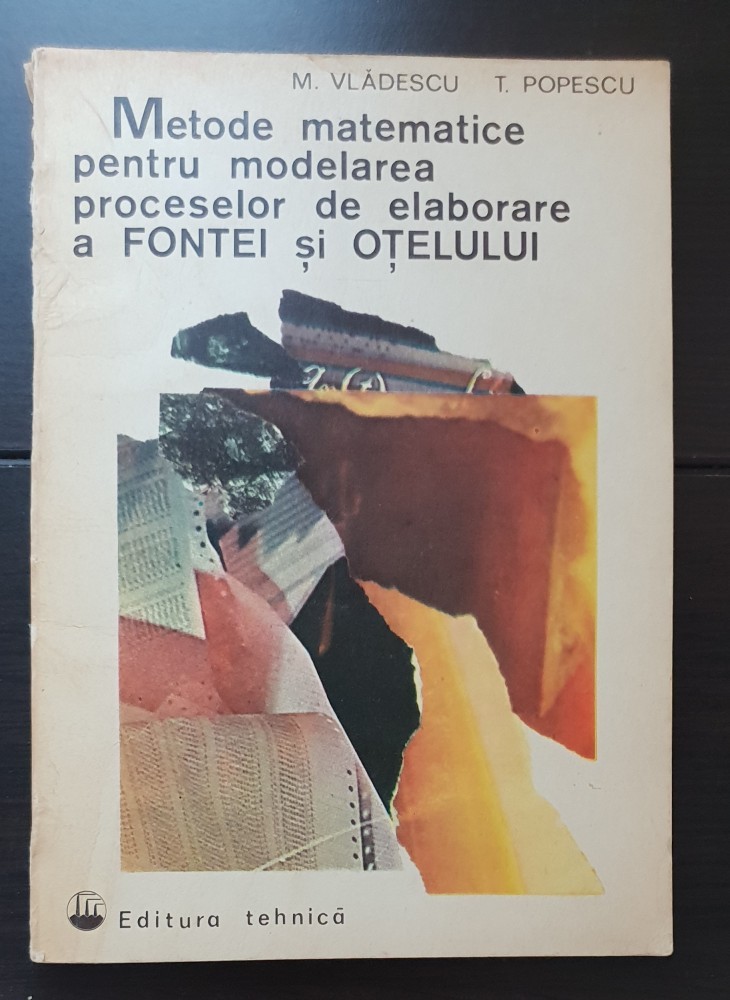 M. VLĂDESCU T. POPESCU
Metode matematice
pentru modelarea
proceselor de elaborare
a FONTEI și OȚELULUI
Editura tehnică